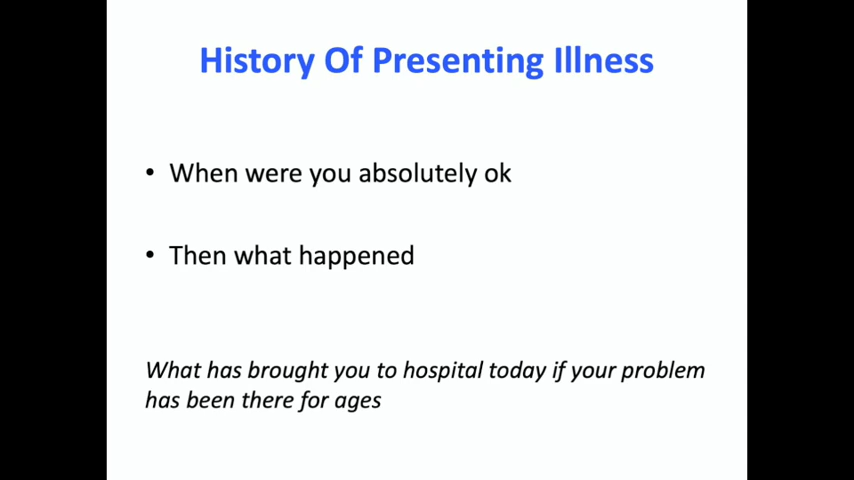 History Of Presenting Illness
• When were you absolutely ok
• Then what happened
What has brought you to hospital today if your problem
has been there for ages